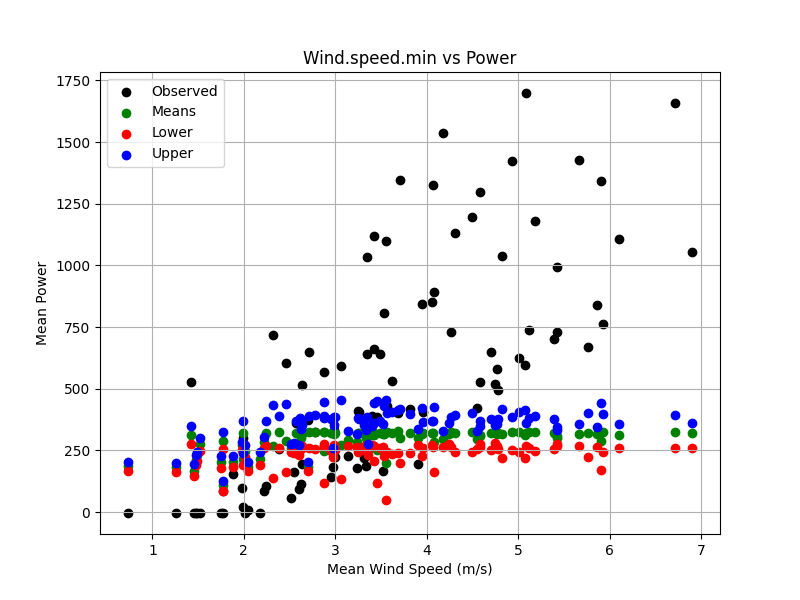 Wind.speed.min vs Power
1750
1500
1250
1000
750
500
250
0
Mean Power
Observed
Means
Lower
Upper
1
2
3
4
5
6
7
Mean Wind Speed (m/s)